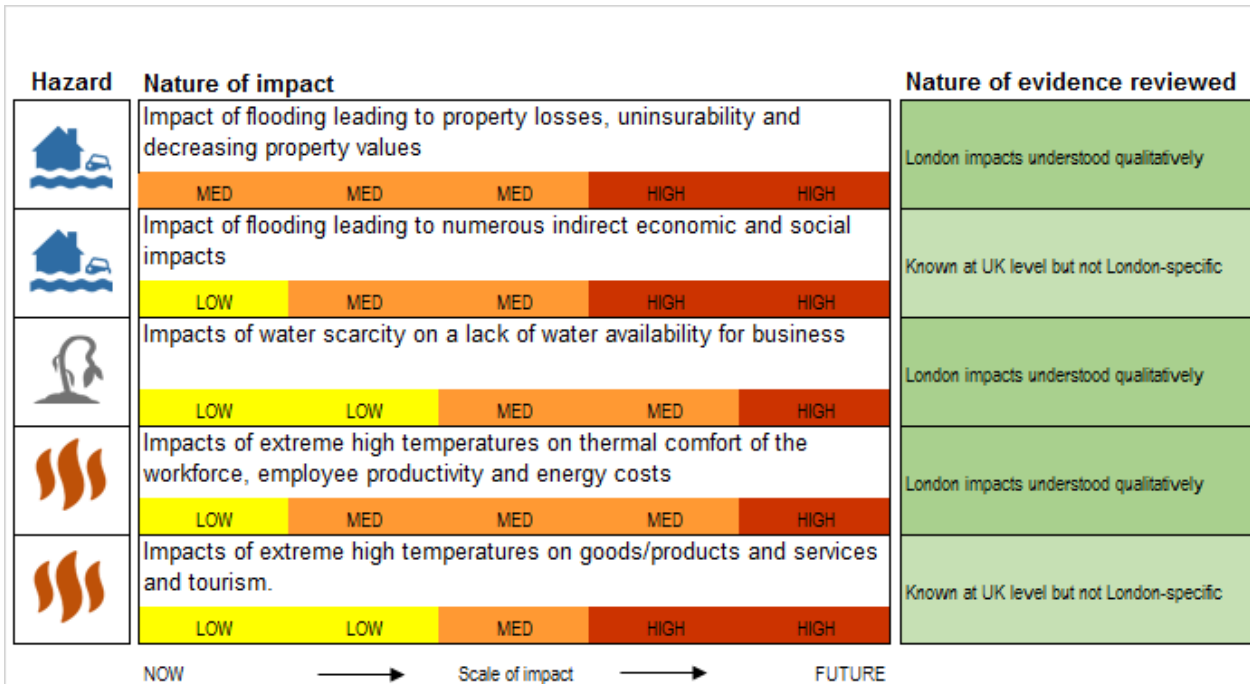 Hazard Nature of impact Nature of evidence reviewed
Impact of flooding leading to property losses, uninsurability and
decreasing property values
MED MED MED HIGH HIGH
London impacts understood qualitatively
Impact of flooding leading to numerous indirect economic and social
impacts
LOW MED MED HIGH HIGH
Known at UK level but not London-specific
Impacts of water scarcity on a lack of water availability for business
LOW LOW MED MED HIGH
London impacts understood qualitatively
Impacts of extreme high temperatures on thermal comfort of the
workforce, employee productivity and energy costs
LOW MED MED MED HIGH
London impacts understood qualitatively
Impacts of extreme high temperatures on goods/products and services
and tourism.
LOW LOW MED HIGH HIGH
Known at UK level but not London-specific
NOW Scale of impact FUTURE